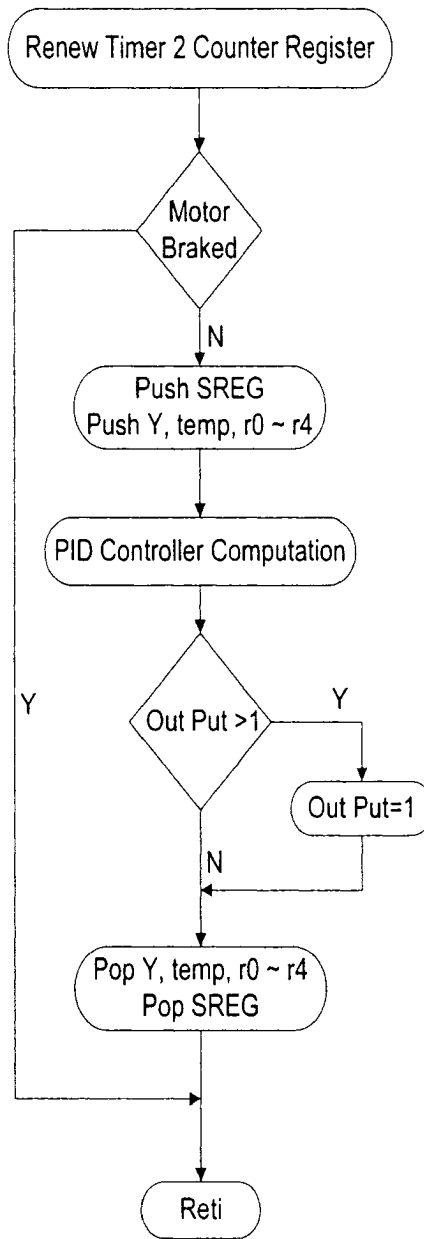 Renew Timer 2 Counter Register
Motor
Braked
N
Push SREG
Push Y, temp, r0 ~ r4
PID Controller Computation
Y
Out Put >1
Y
Out Put=1
N
Pop Y, temp, r0 ~ r4
Pop SREG
Reti